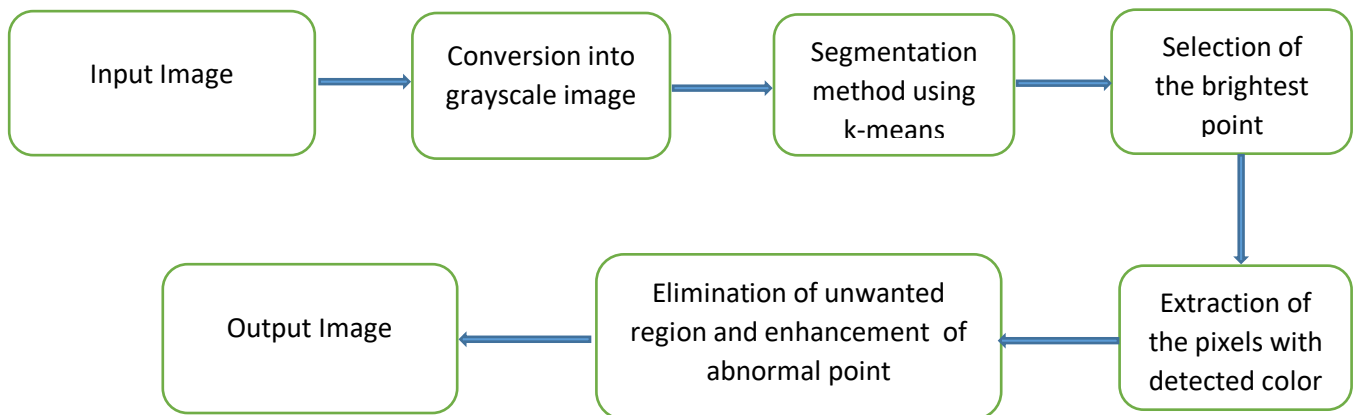 Input Image
Conversion into
grayscale image
Segmentation
method using
k-means
Selection of
the brightest
point
Extraction of
the pixels with
detected color
Elimination of unwanted
region and enhancement of
abnormal point
Output Image